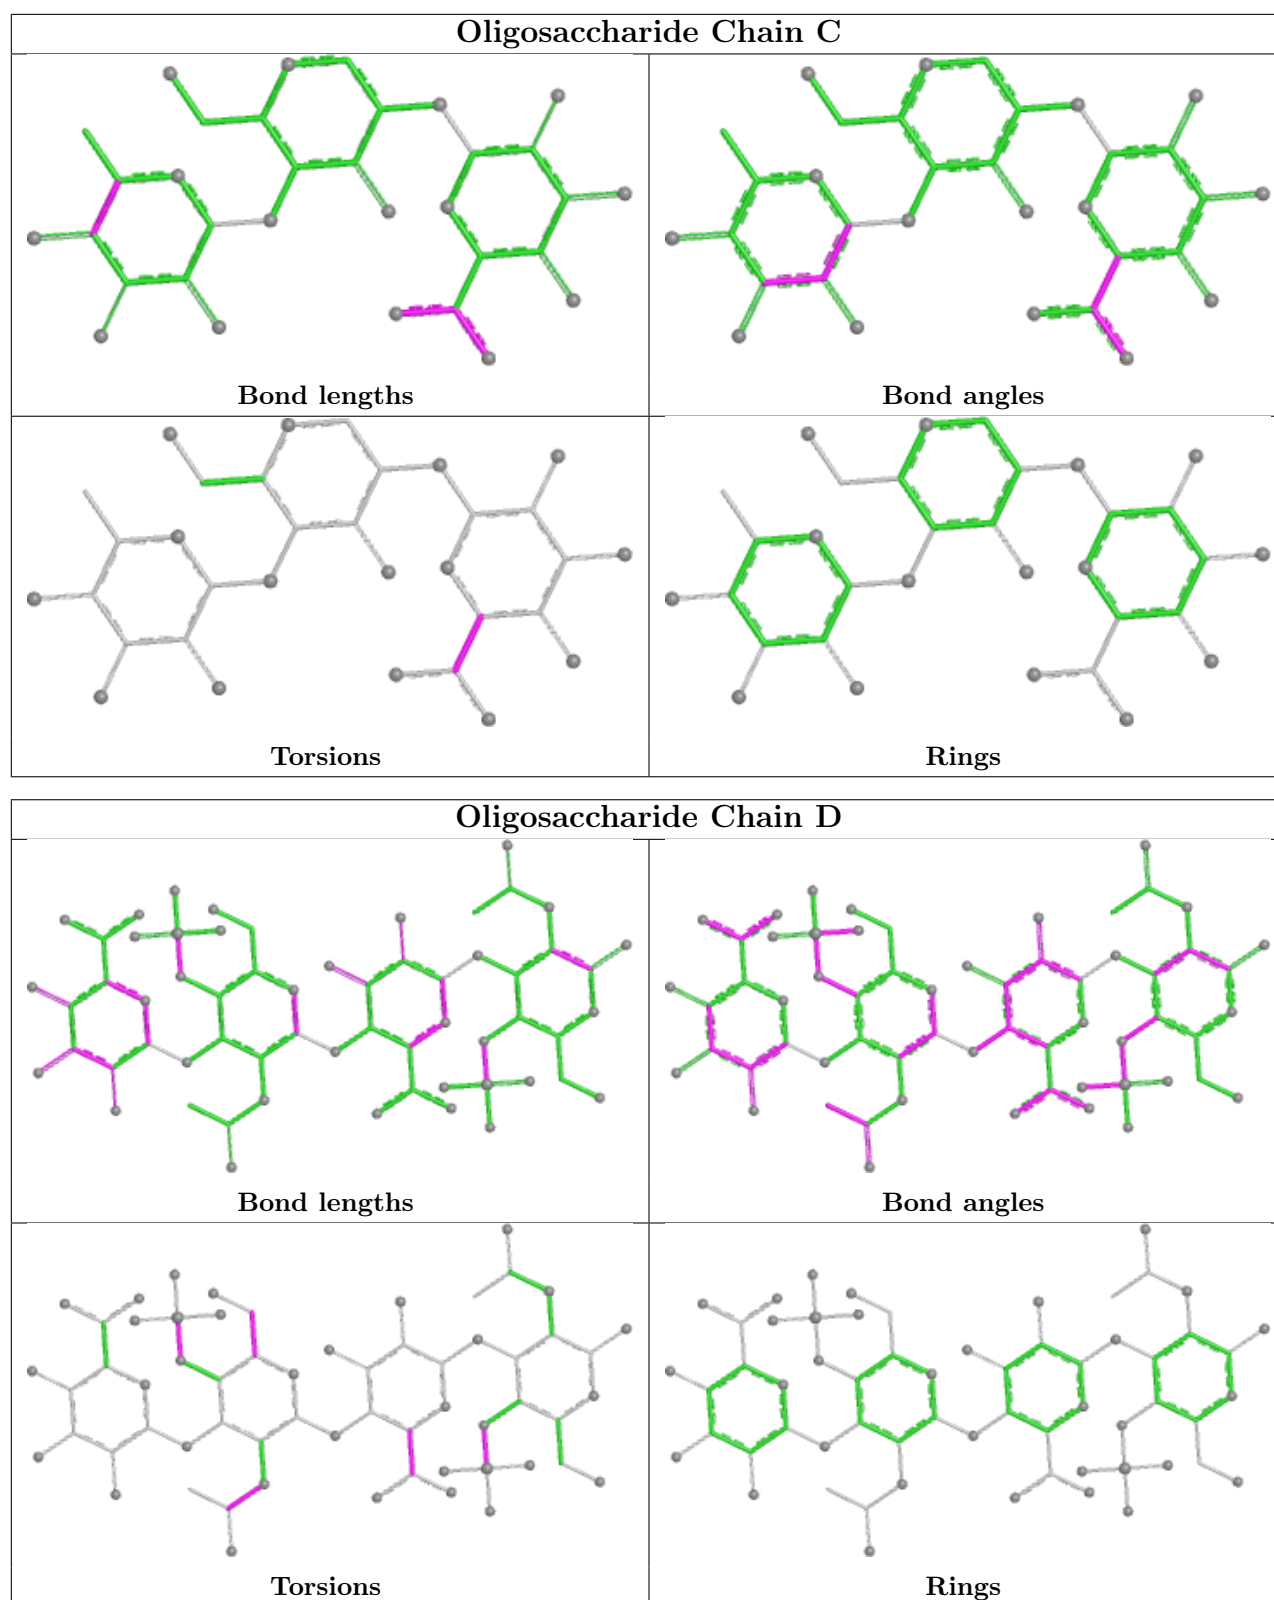 Oligosaccharide Chain C
Bond lengths
Bond angles
Torsions
Rings
Oligosaccharide Chain D
Bond lengths
Bond angles
Torsions
Rings